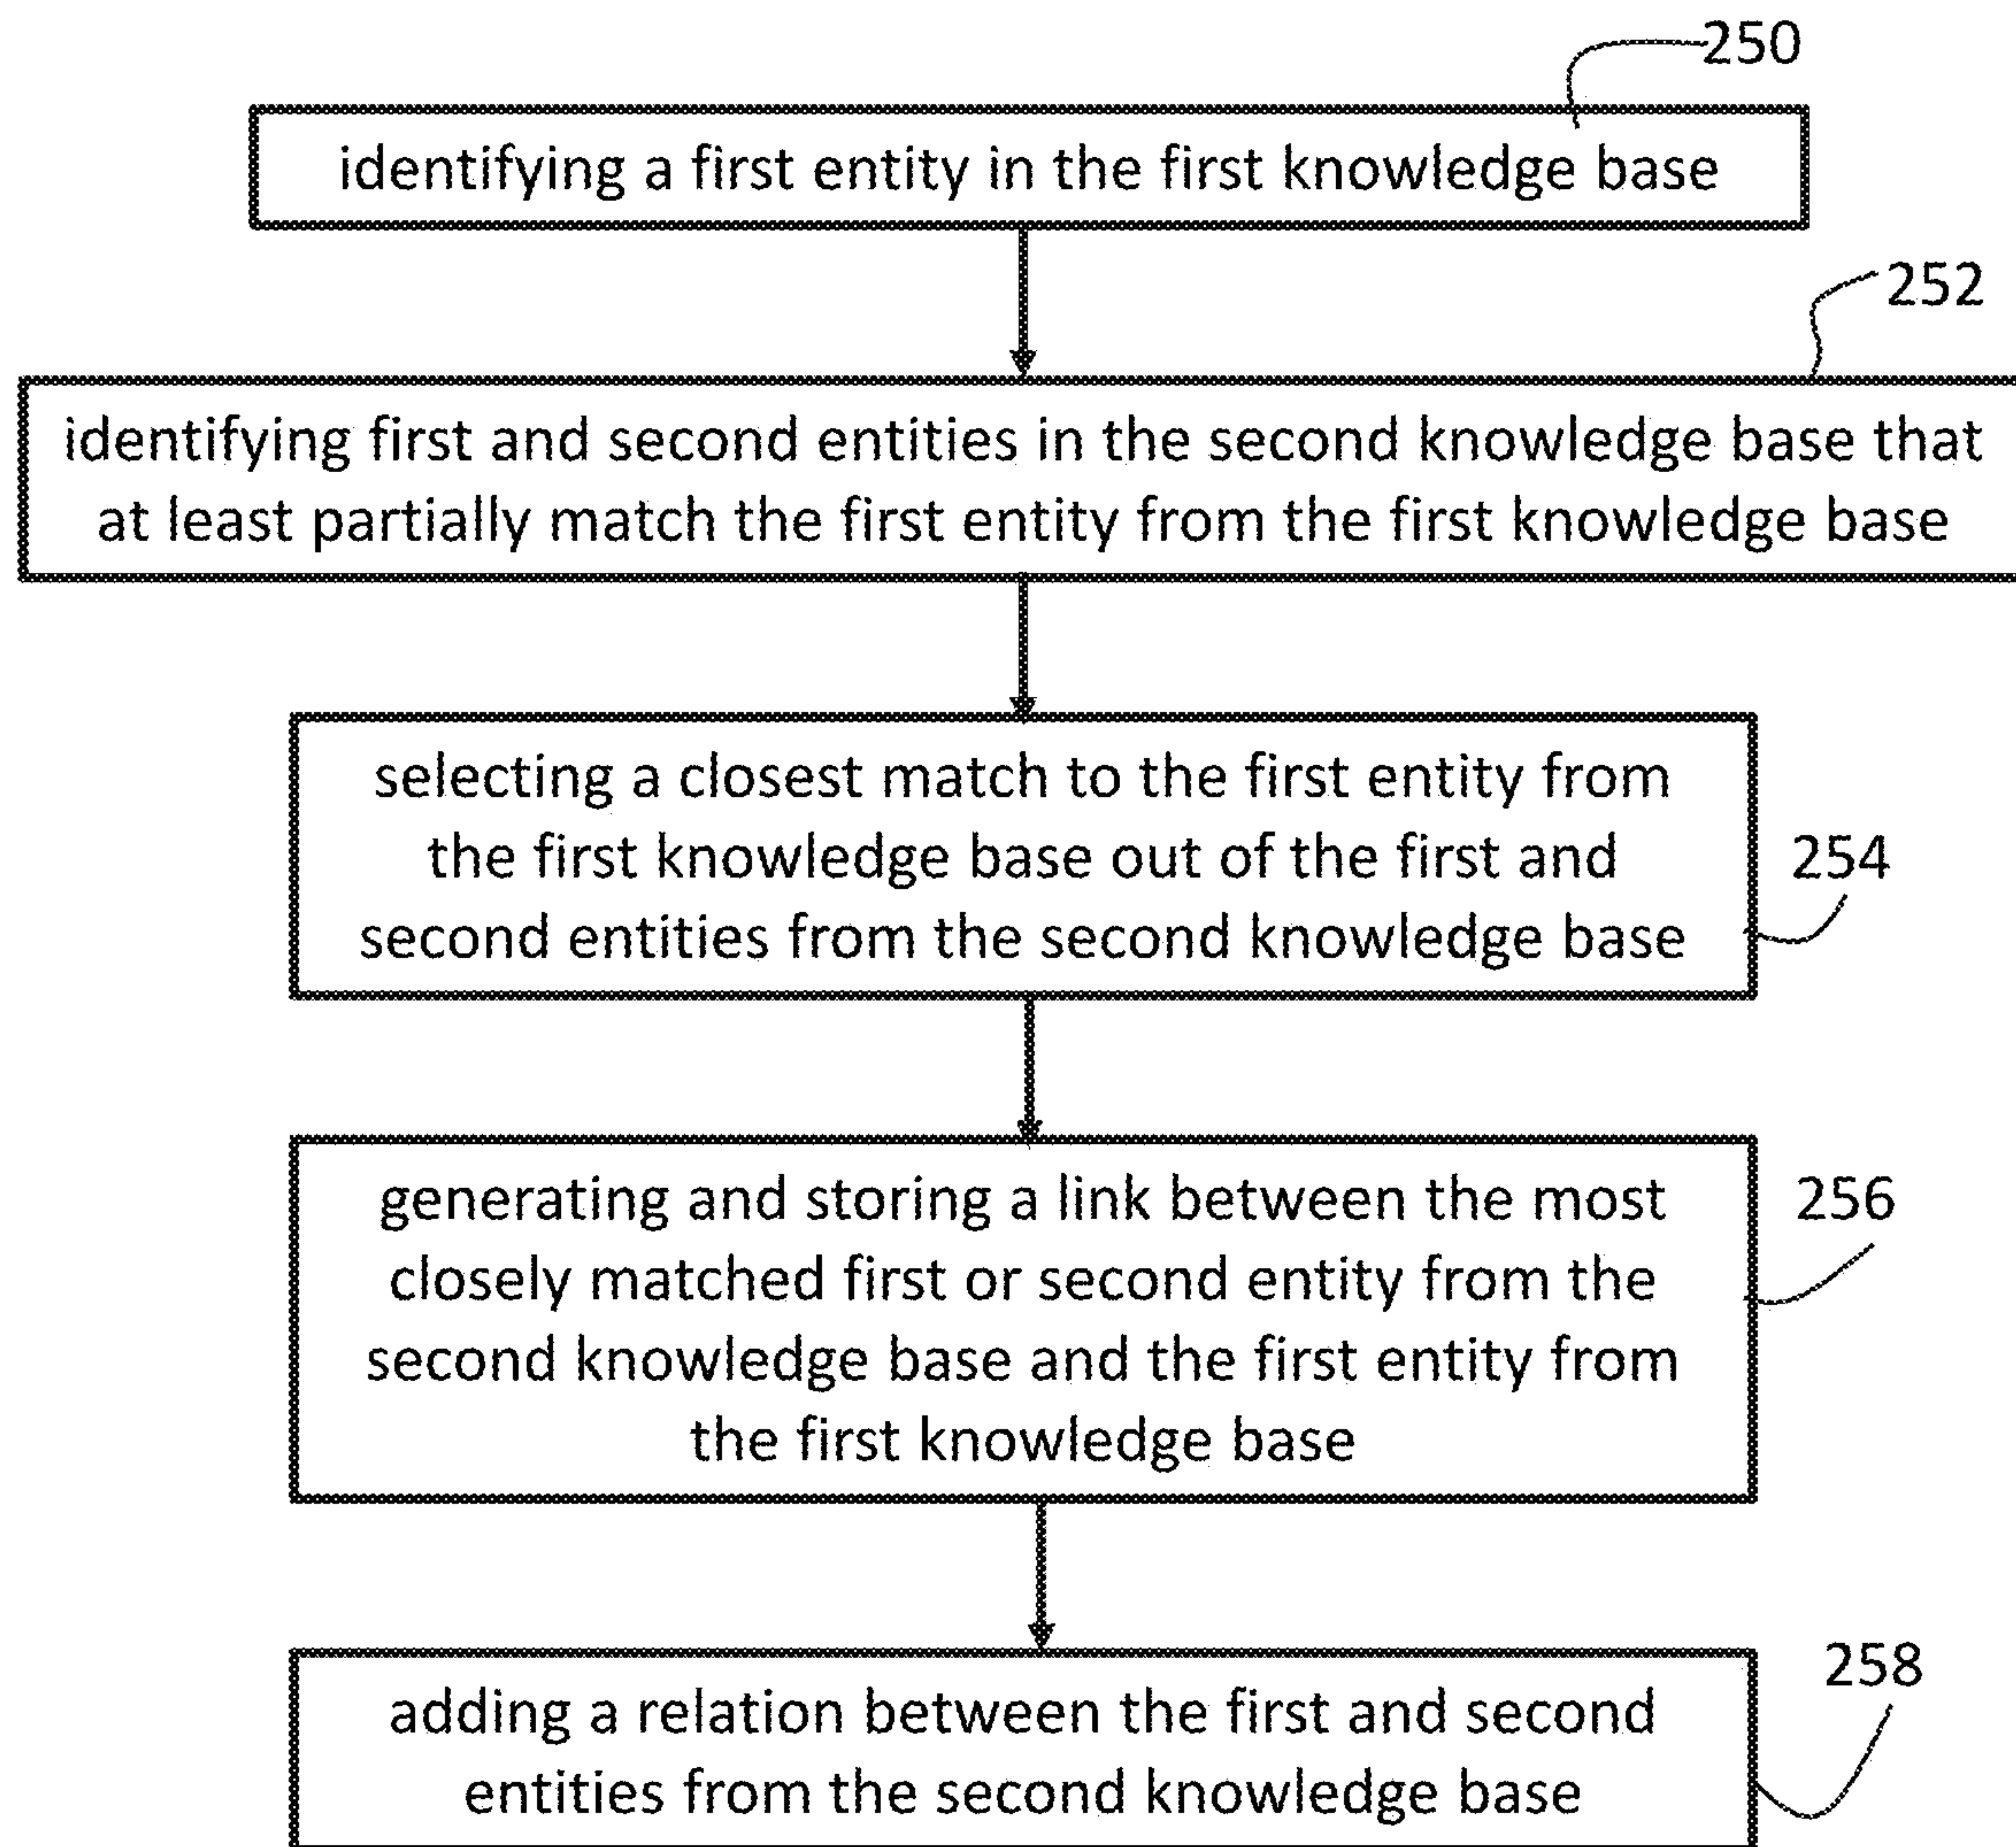 250
identifying a first entity in the first knowledge base
252
identifying first and second entities in the second knowledge base that
at least partially match the first entity from the first knowledge base
selecting a closest match to the first entity from
the first knowledge base out of the first and
second entities from the second knowledge base
254
generating and storing a link between the most
closely matched first or second entity from the
second knowledge base and the first entity from
the first knowledge base
256
adding a relation between the first and second
entities from the second knowledge base
258